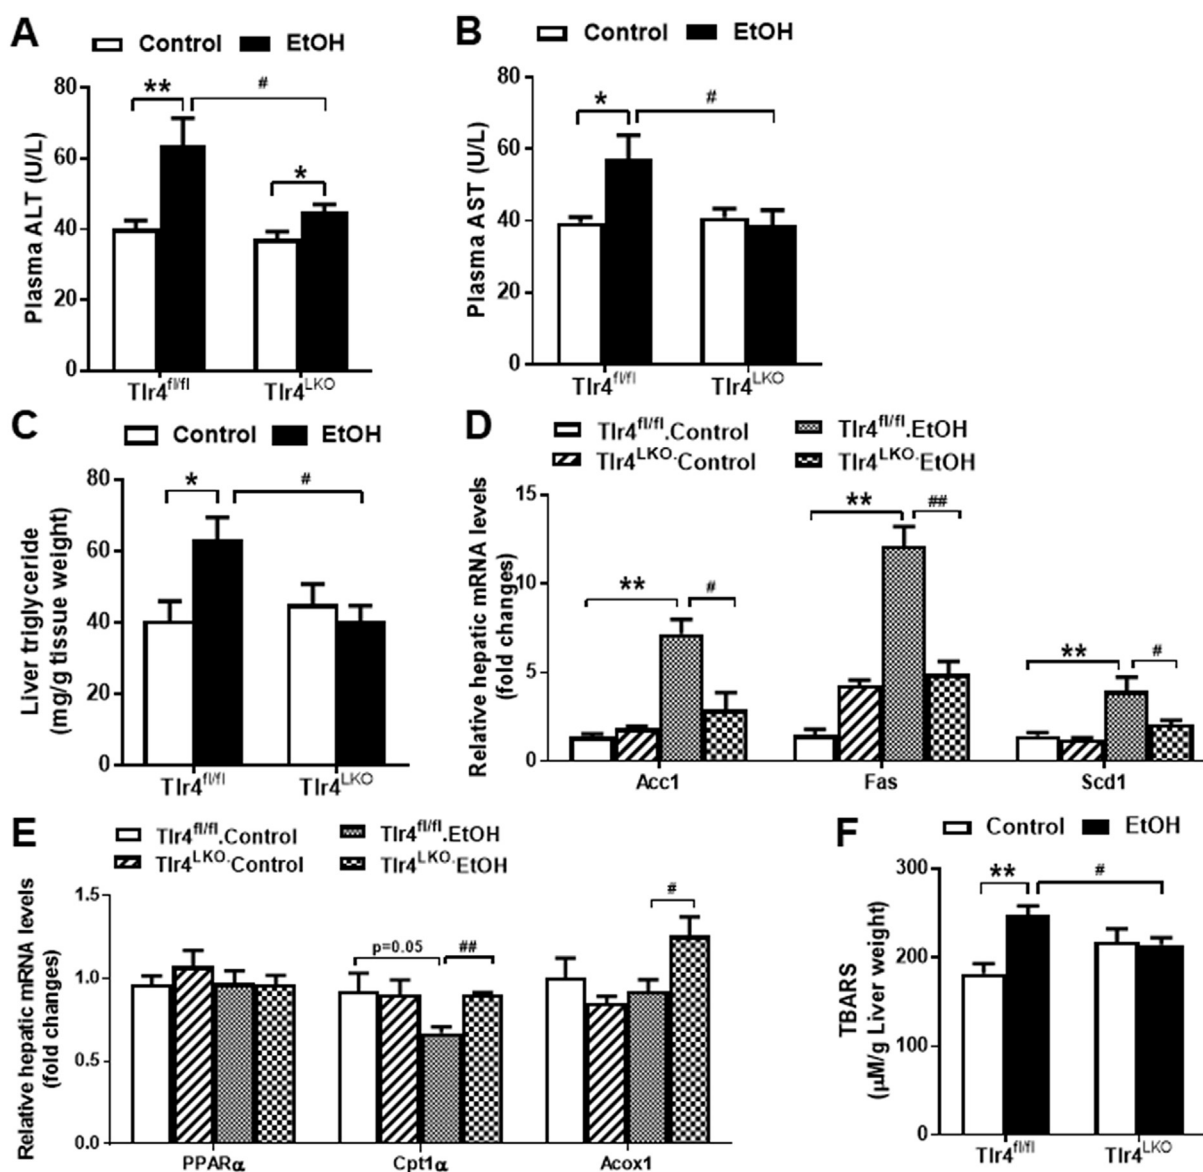 A
Control EtOH
Plasma ALT (U/L)
80
60
40
20
0
**
#
*
Tlr4fl/fl Tlr4LKO
B
Control EtOH
Plasma AST (U/L)
80
60
40
20
0
*
#
Tlr4fl/fl Tlr4LKO
C
Control EtOH
Liver triglyceride
(mg/g tissue weight)
80
60
40
20
0
*
#
Tlr4fl/fl Tlr4LKO
D
Tlr4fl/fl.Control Tlr4fl/fl.EtOH
Tlr4LKO.Control Tlr4LKO.EtOH
Relative hepatic mRNA levels
(fold changes)
15
10
5
0
**
#
**
##
**
#
Acc1 Fas Scd1
E
Tlr4fl/fl.Control Tlr4fl/fl.EtOH
Tlr4LKO.Control Tlr4LKO.EtOH
Relative hepatic mRNA levels
(fold changes)
1.5
1.0
0.5
0.0
p=0.05
##
#
PPARα Cpt1α Acox1
F
Control EtOH
TBARS
(μM/g Liver weight)
300
200
100
0
**
#
Tlr4fl/fl Tlr4LKO